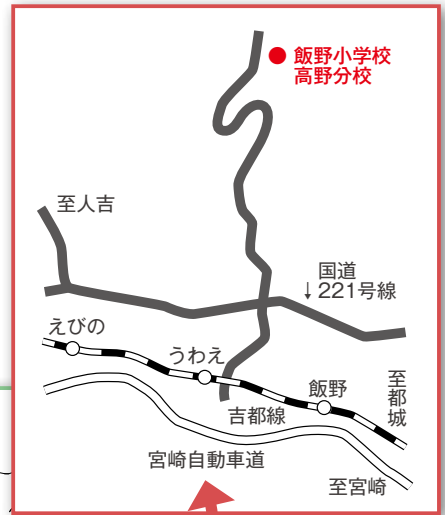 飯野小学校
高野分校
至人吉
国道
↓221号線
えびの
うわえ
飯野
至都城
吉都線
宮崎自動車道
至宮崎